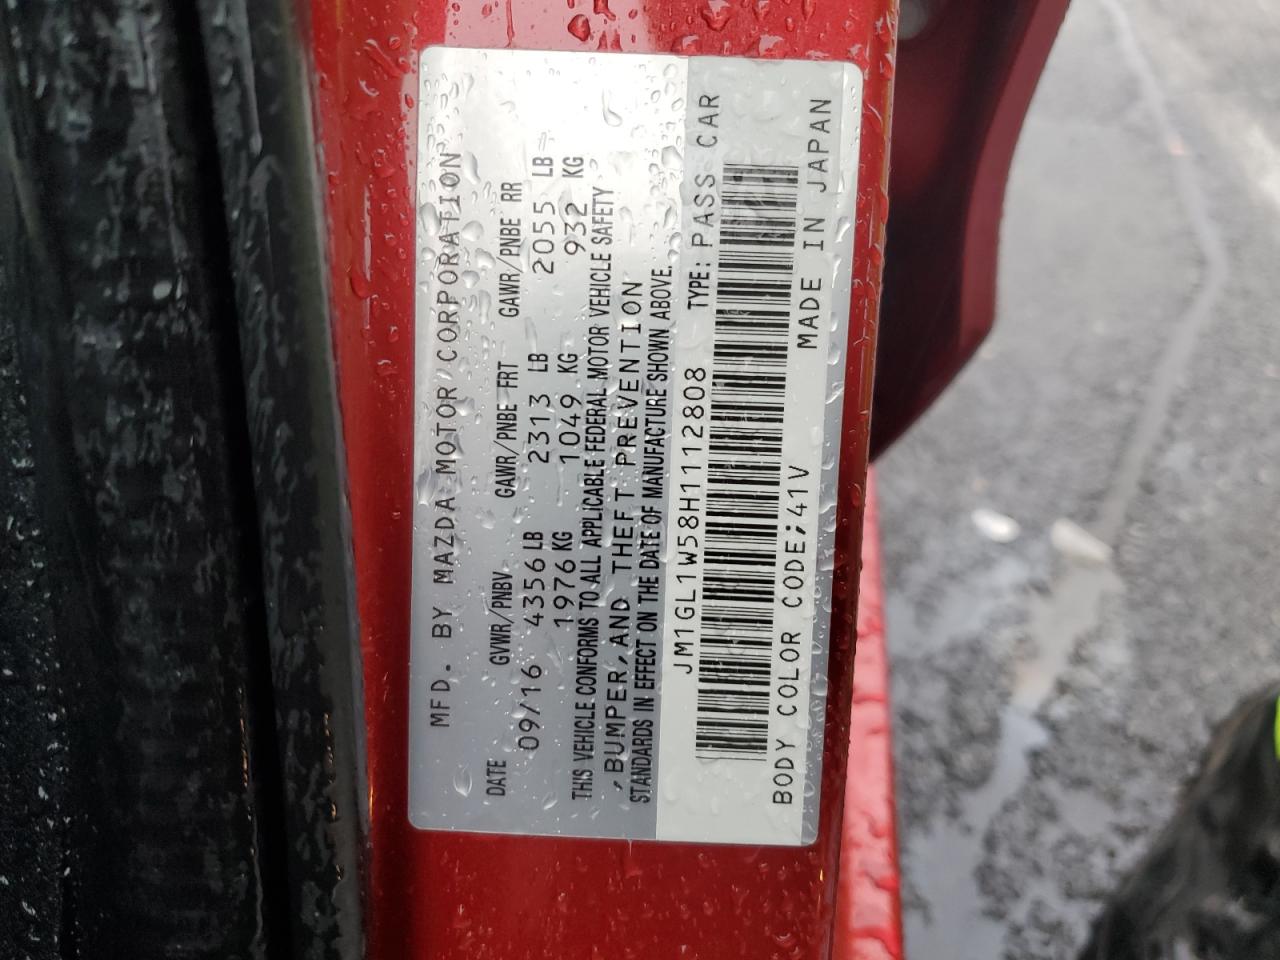 MFD. BY MAZDA MOTOR CORPORATION
DATE GVWR/PNBV GAWR/PNBE FRT GAWR/PNBE RR
09/16 4356 LB 2313 LB 2055 LB
1976 KG 1049 KG 932 KG
THIS VEHICLE CONFORMS TO ALL APPLICABLE FEDERAL MOTOR VEHICLE SAFETY
,BUMPER,AND THEFT PREVENTION
STANDARDS IN EFFECT ON THE DATE OF MANUFACTURE SHOWN ABOVE.
JM1GL1W58H1112808 TYPE: PASS CAR
BODY COLOR CODE;41V MADE IN JAPAN